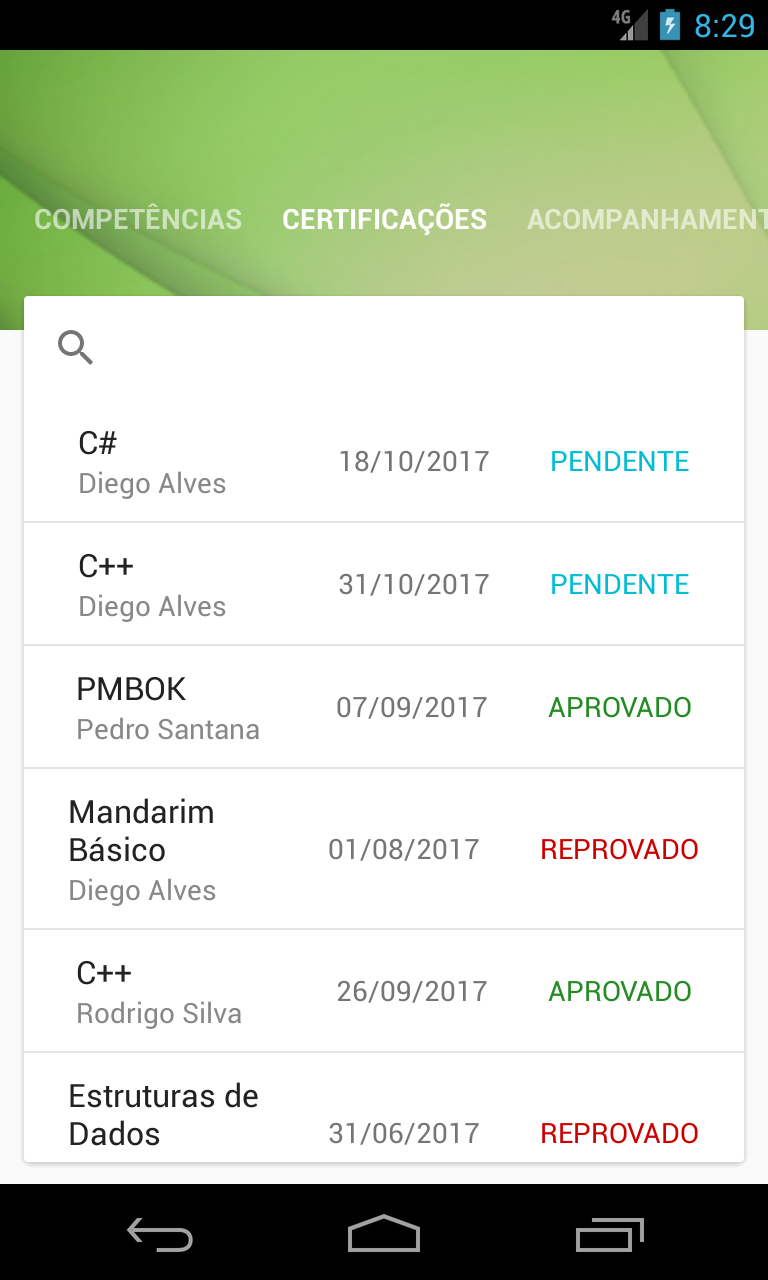 4G 8:29
COMPETÊNCIAS CERTIFICAÇÕES ACOMPANHAMENT
C#
Diego Alves
18/10/2017
PENDENTE
C++
Diego Alves
31/10/2017
PENDENTE
PMBOK
Pedro Santana
07/09/2017
APROVADO
Mandarim
Básico
Diego Alves
01/08/2017
REPROVADO
C++
Rodrigo Silva
26/09/2017
APROVADO
Estruturas de
Dados
31/06/2017
REPROVADO